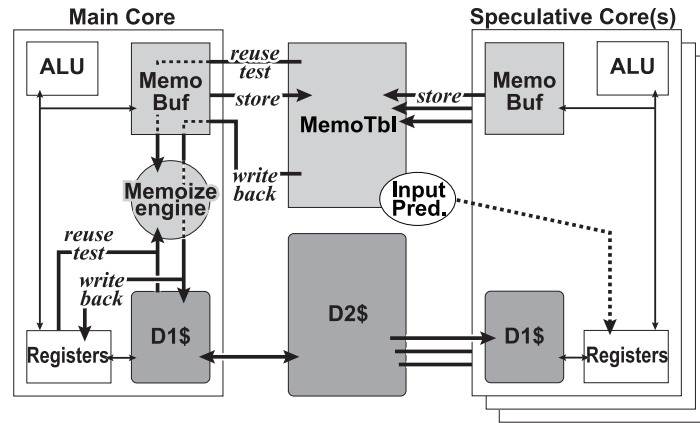 Main Core
Speculative Core(s)
ALU
Memo
Buf
reuse
test
store
MemoTbl
write
back
store
Memo
Buf
ALU
Memoize
engine
Input
Pred.
reuse
test
write
back
Registers
D1$
D2$
D1$
Registers